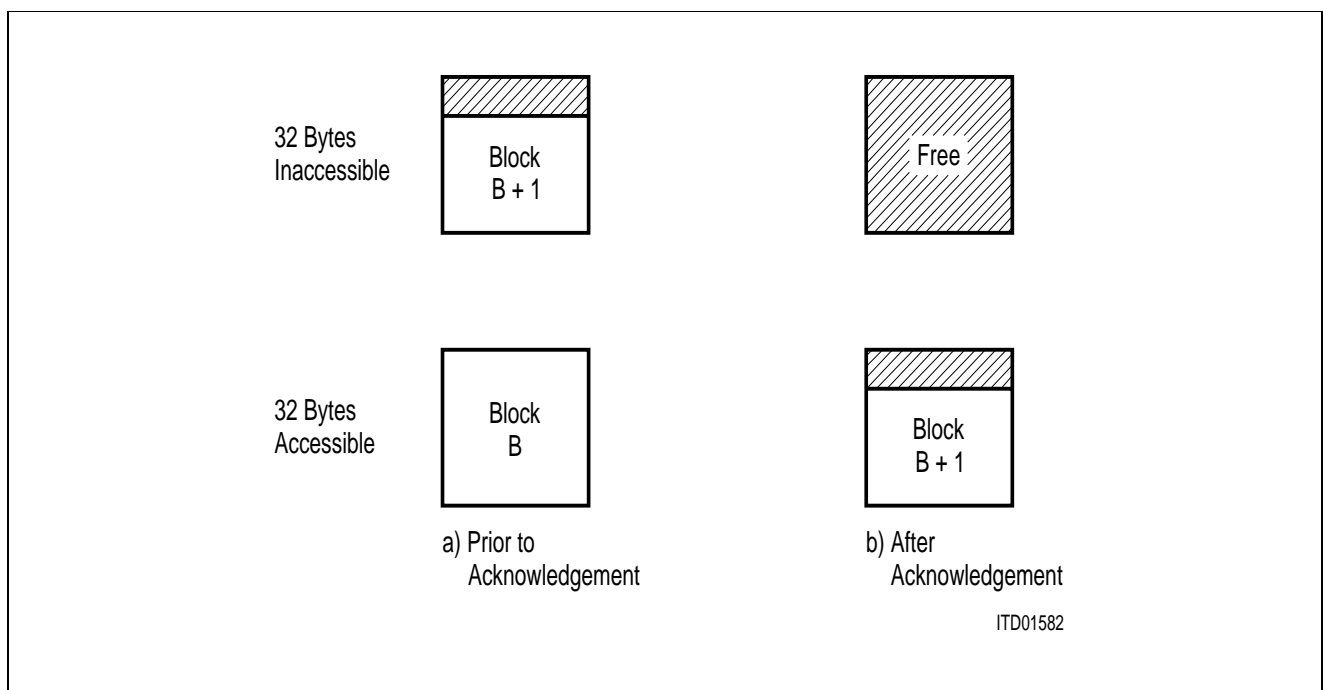 32 Bytes
Inaccessible
Block
B + 1
Free
32 Bytes
Accessible
Block
B
Block
B + 1
a) Prior to
Acknowledgement
b) After
Acknowledgement
ITD01582